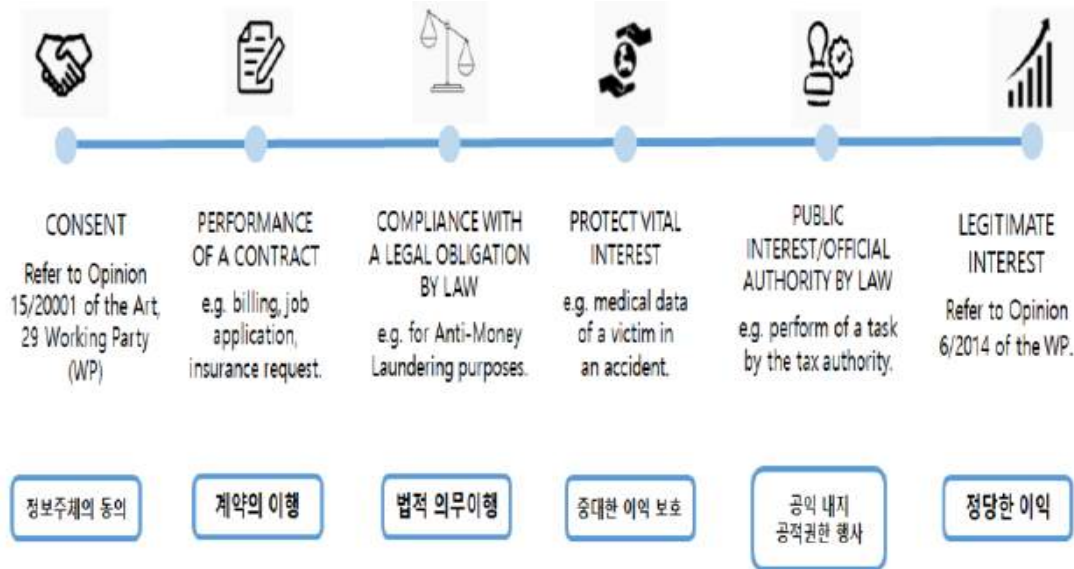 CONSENT
Refer to Opinion
15/20001 of the Art,
29 Working Party
(WP)
PERFORMANCE
OF A CONTRACT
e.g. billing, job
application,
insurance request.
COMPLIANCE WITH
A LEGAL OBLIGATION
BY LAW
e.g. for Anti-Money
Laundering purposes.
PROTECT VITAL
INTEREST
e.g. medical data
of a victim in
an accident.
PUBLIC
INTEREST/OFFICIAL
AUTHORITY BY LAW
e.g. perform of a task
by the tax authority.
LEGITIMATE
INTEREST
Refer to Opinion
6/2014 of the WP.
정보주체의 동의
계약의 이행
법적 의무이행
중대한 이익 보호
공익 내지
공적권한 행사
정당한 이익